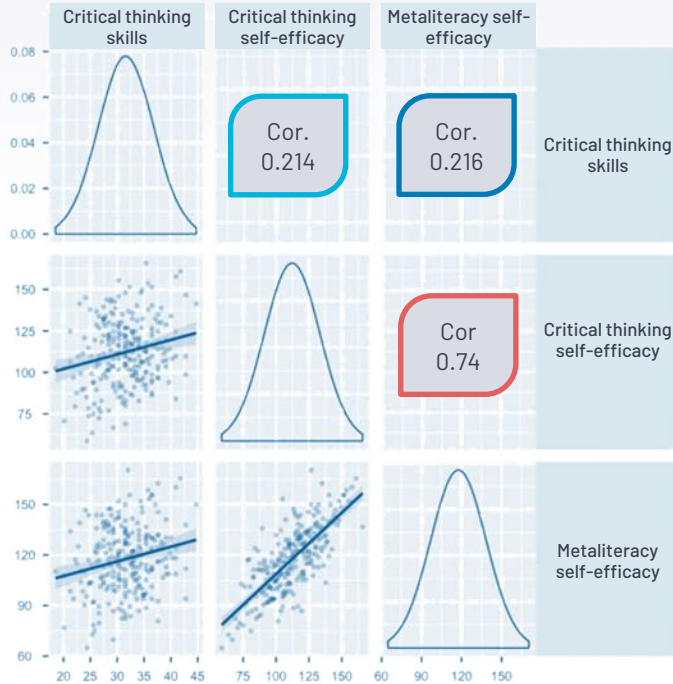 Critical thinking
skills
Critical thinking
self-efficacy
Metaliteracy self-
efficacy
0.08
0.06
0.04
0.02
0.00
Cor.
0.214
Cor.
0.216
Critical thinking
skills
150
125
100
75
Cor
0.74
Critical thinking
self-efficacy
150
120
90
60
Metaliteracy
self-efficacy
20 25 30 35 40 45
75 100 125 150
60 90 120 150